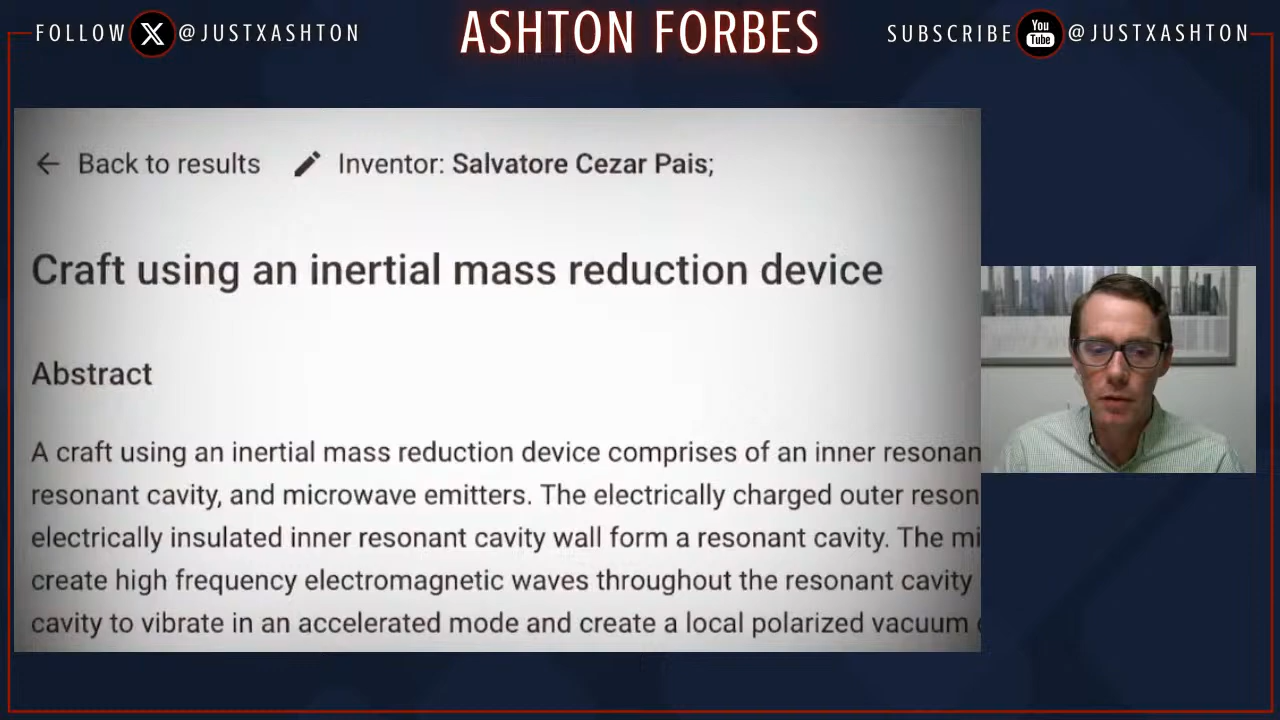 FOLLOW X @JUSTXASHTON
ASHTON FORBES
SUBSCRIBE You Tube @JUSTXASHTON
← Back to results Inventor: Salvatore Cezar Pais;
Craft using an inertial mass reduction device
Abstract
A craft using an inertial mass reduction device comprises of an inner resonan
resonant cavity, and microwave emitters. The electrically charged outer reson
electrically insulated inner resonant cavity wall form a resonant cavity. The mi
create high frequency electromagnetic waves throughout the resonant cavity
cavity to vibrate in an accelerated mode and create a local polarized vacuum